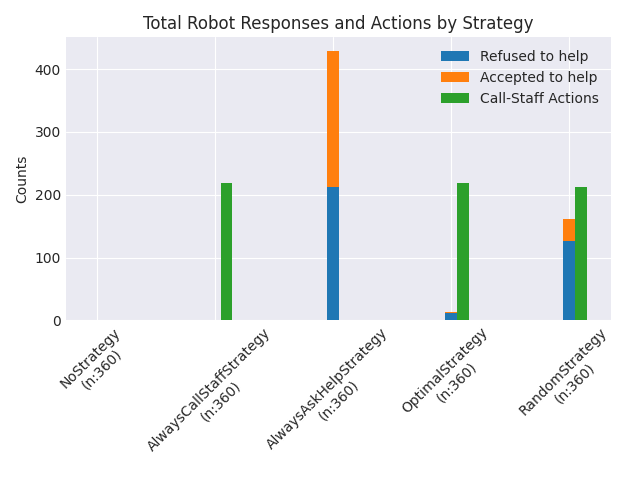 Total Robot Responses and Actions by Strategy
Refused to help
Accepted to help
Call-Staff Actions
Counts
400
300
200
100
0
NoStrategy
(n:360)
AlwaysCallStaffStrategy
(n:360)
AlwaysAskHelpStrategy
(n:360)
OptimalStrategy
(n:360)
RandomStrategy
(n:360)